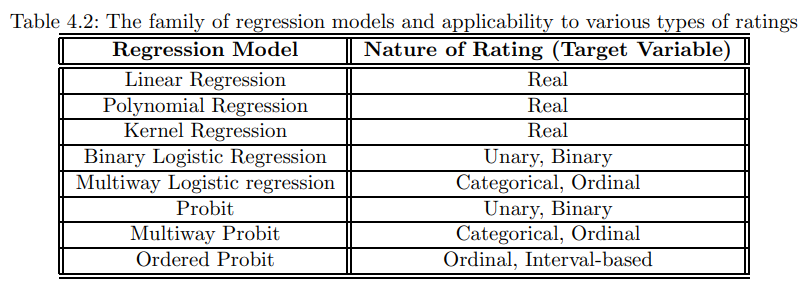 Table 4.2: The family of regression models and applicability to various types of ratings
Regression Model Nature of Rating (Target Variable)
Linear Regression Real
Polynomial Regression Real
Kernel Regression Real
Binary Logistic Regression Unary, Binary
Multiway Logistic regression Categorical, Ordinal
Probit Unary, Binary
Multiway Probit Categorical, Ordinal
Ordered Probit Ordinal, Interval-based